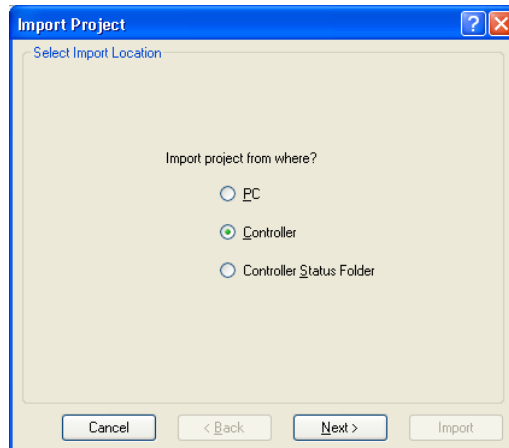 Import Project
Select Import Location
Import project from where?
PC
Controller
Controller Status Folder
Cancel
< Back
Next >
Import